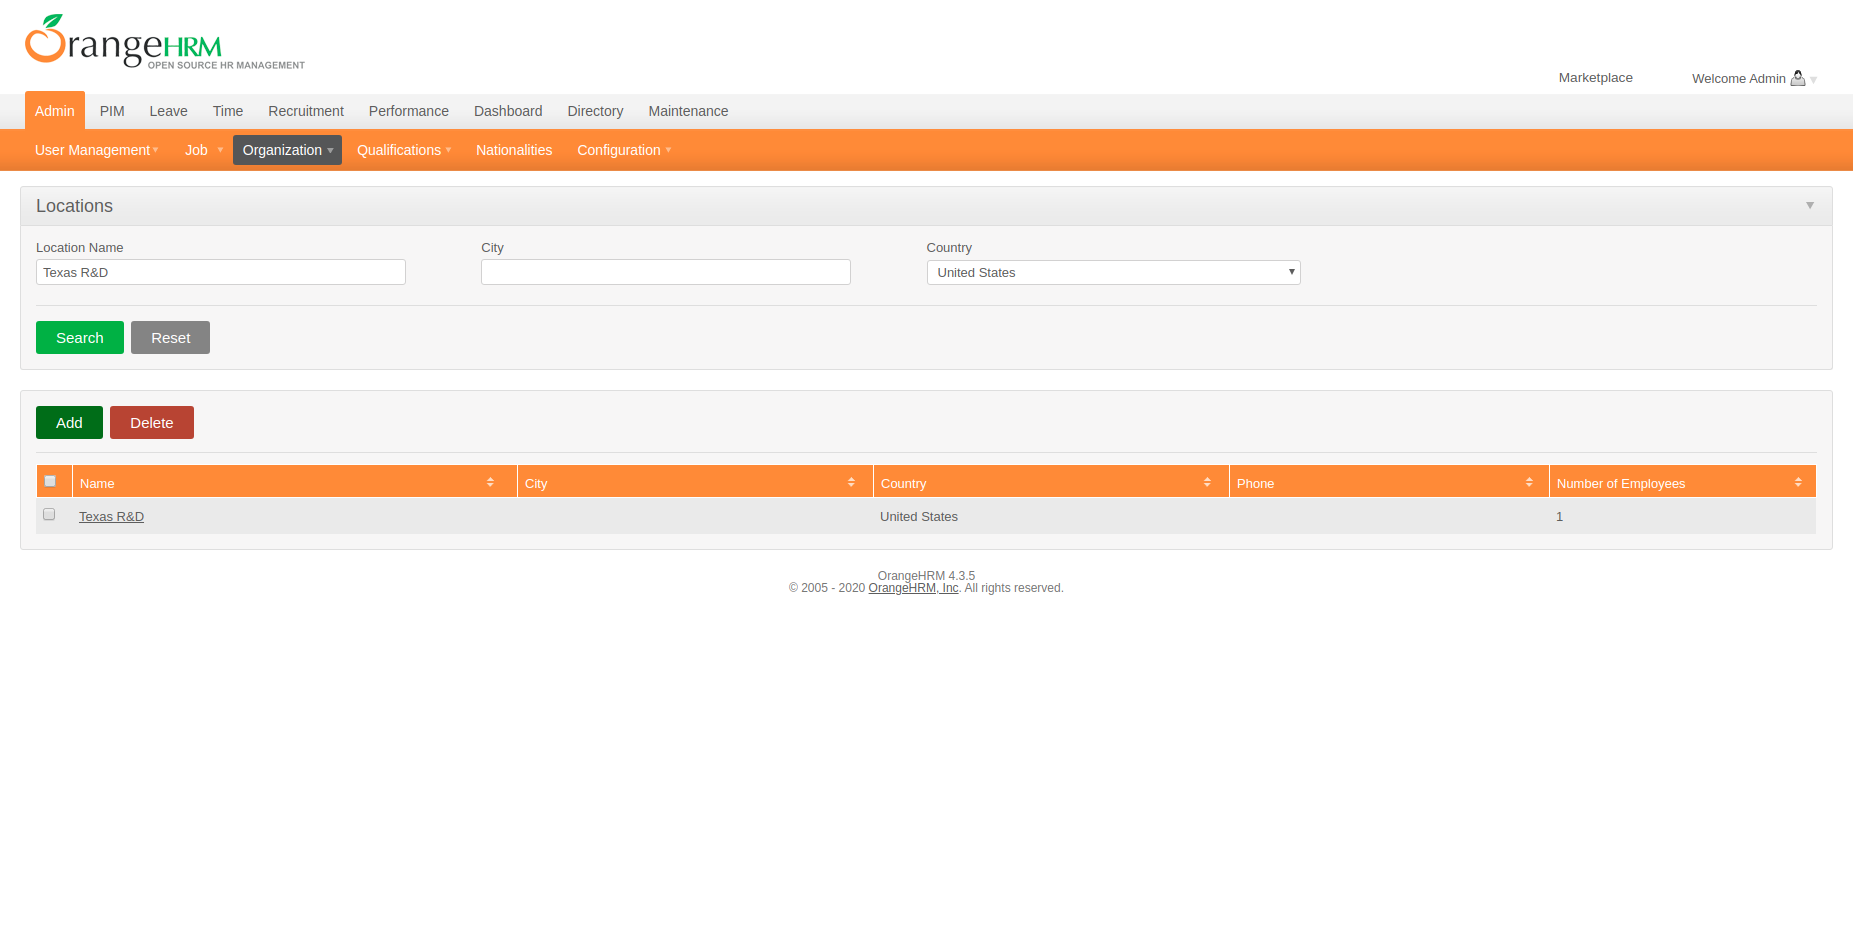 OrangeHRM
OPEN SOURCE HR MANAGEMENT
Marketplace
Welcome Admin
Admin PIM Leave Time Recruitment Performance Dashboard Directory Maintenance
User Management Job Organization Qualifications Nationalities Configuration
Locations
Location Name City Country
Texas R&D United States
Search Reset
Add Delete
Name City Country Phone Number of Employees
Texas R&D United States 1
OrangeHRM 4.3.5
© 2005 - 2020 OrangeHRM, Inc. All rights reserved.